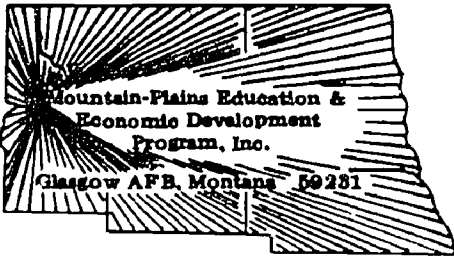 Mountain-Plains Education &
Economic Development
Program, Inc.
Glasgow AFB, Montana 59231